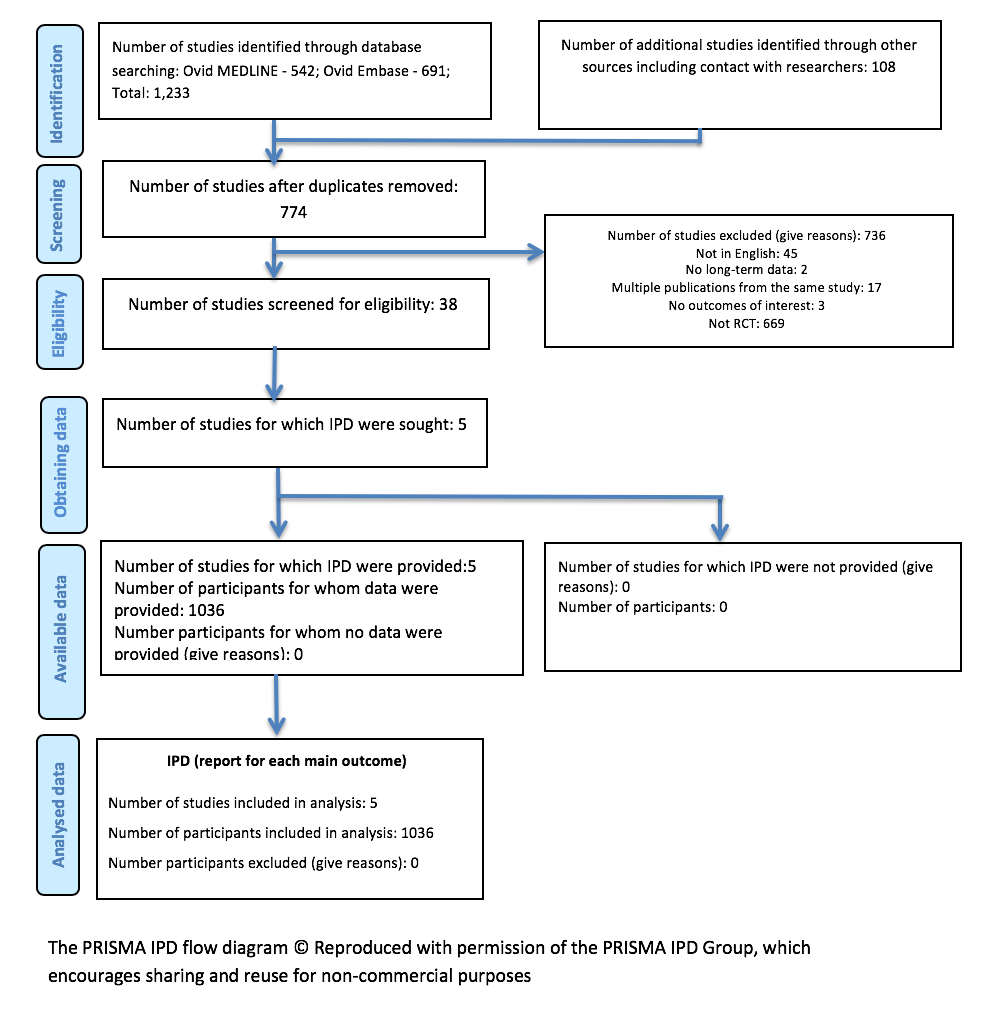 Identification
Number of studies identified through database
searching: Ovid MEDLINE - 542; Ovid Embase - 691;
Total: 1,233
Number of additional studies identified through other
sources including contact with researchers: 108
Screening
Number of studies after duplicates removed:
774
Number of studies excluded (give reasons): 736
Not in English: 45
No long-term data: 2
Multiple publications from the same study: 17
No outcomes of interest: 3
Not RCT: 669
Eligibility
Number of studies screened for eligibility: 38
Obtaining data
Number of studies for which IPD were sought: 5
Available data
Number of studies for which IPD were provided:5
Number of participants for whom data were
provided: 1036
Number participants for whom no data were
provided (give reasons): 0
Number of studies for which IPD were not provided (give
reasons): 0
Number of participants: 0
Analysed data
IPD (report for each main outcome)
Number of studies included in analysis: 5
Number of participants included in analysis: 1036
Number participants excluded (give reasons): 0
The PRISMA IPD flow diagram © Reproduced with permission of the PRISMA IPD Group, which
encourages sharing and reuse for non-commercial purposes